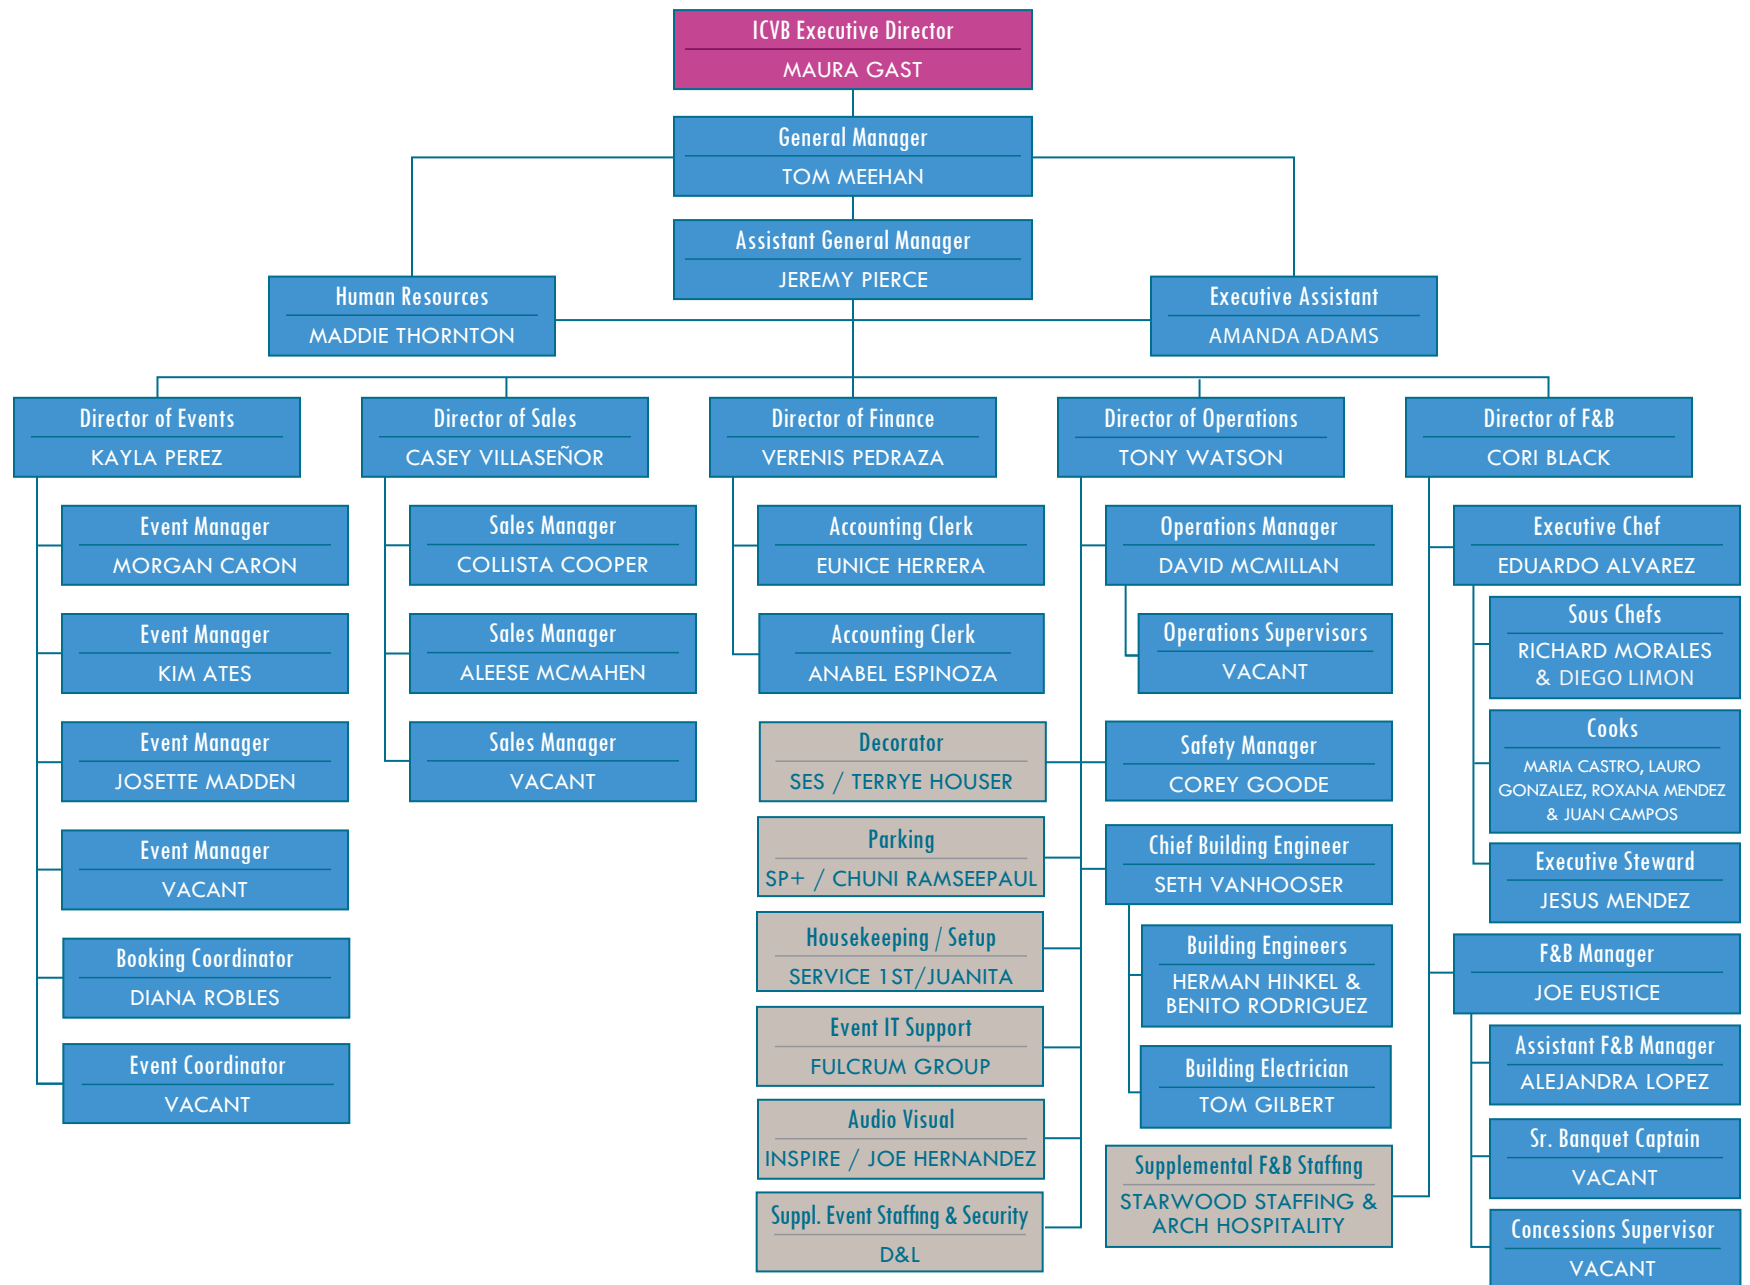 ICVB Executive Director
MAURA GAST
General Manager
TOM MEEHAN
Assistant General Manager
JEREMY PIERCE
Human Resources
MADDIE THORNTON
Executive Assistant
AMANDA ADAMS
Director of Events
KAYLA PEREZ
Event Manager
MORGAN CARON
Event Manager
KIM ATES
Event Manager
JOSETTE MADDEN
Event Manager
VACANT
Booking Coordinator
DIANA ROBLES
Event Coordinator
VACANT
Director of Sales
CASEY VILLASEÑOR
Sales Manager
COLLISTA COOPER
Sales Manager
ALEESE MCMAHEN
Sales Manager
VACANT
Director of Finance
VERENIS PEDRAZA
Accounting Clerk
EUNICE HERRERA
Accounting Clerk
ANABEL ESPINOZA
Director of Operations
TONY WATSON
Operations Manager
DAVID MCMILLAN
Operations Supervisors
VACANT
Decorator
SES / TERRYE HOUSER
Parking
SP+ / CHUNI RAMSEEPAUL
Housekeeping / Setup
SERVICE 1ST/JUANITA
Event IT Support
FULCRUM GROUP
Audio Visual
INSPIRE / JOE HERNANDEZ
Suppl. Event Staffing & Security
D&L
Safety Manager
COREY GOODE
Chief Building Engineer
SETH VANHOOSER
Building Engineers
HERMAN HINKEL &
BENITO RODRIGUEZ
Building Electrician
TOM GILBERT
Supplemental F&B Staffing
STARWOOD STAFFING &
ARCH HOSPITALITY
Director of F&B
CORI BLACK
Executive Chef
EDUARDO ALVAREZ
Sous Chefs
RICHARD MORALES
& DIEGO LIMON
Cooks
MARIA CASTRO, LAURO
GONZALEZ, ROXANA MENDEZ
& JUAN CAMPOS
Executive Steward
JESUS MENDEZ
F&B Manager
JOE EUSTICE
Assistant F&B Manager
ALEJANDRA LOPEZ
Sr. Banquet Captain
VACANT
Concessions Supervisor
VACANT